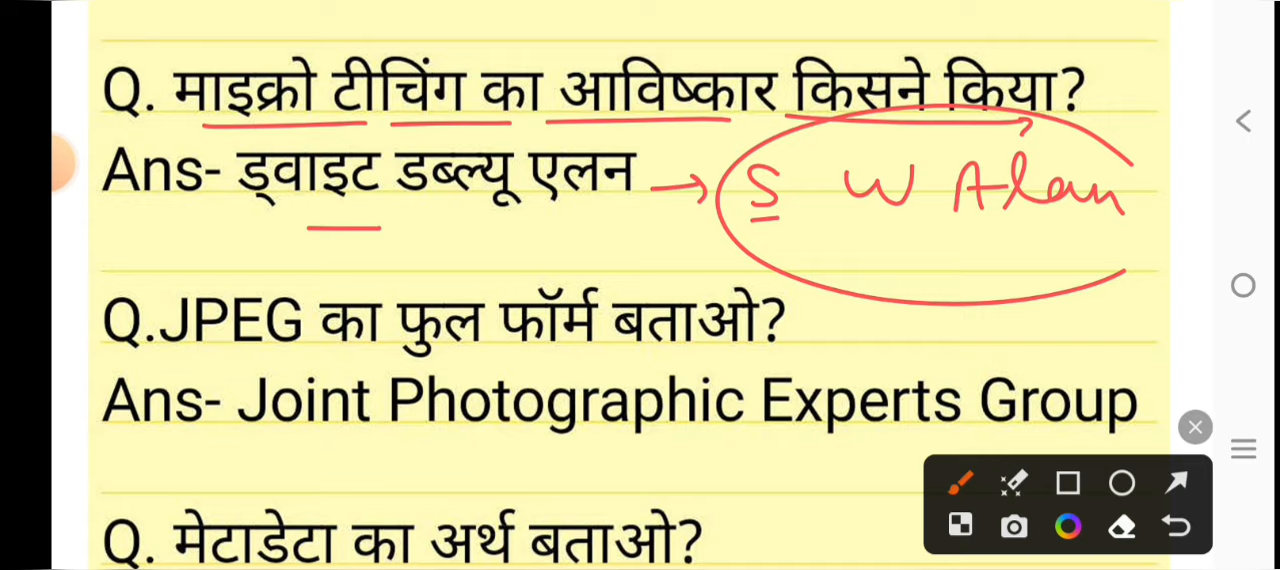 Q. माइक्रो टीचिंग का आविष्कार किसने किया?
Ans- ड्वाइट डब्ल्यू एलन → S W Alan
Q.JPEG का फुल फॉर्म बताओ?
Ans- Joint Photographic Experts Group
Q. मेटाडेटा का अर्थ बताओ?